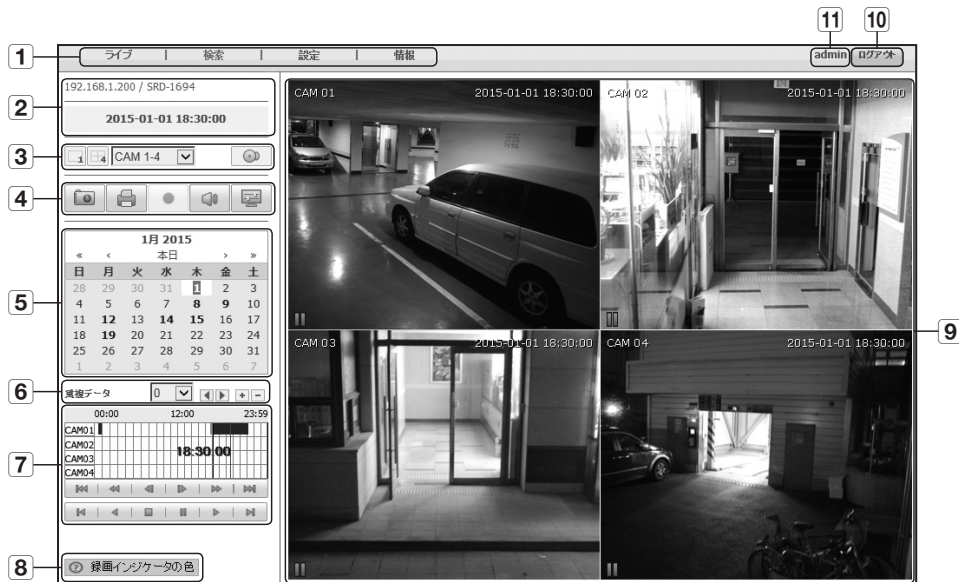 11
10
1
ライブ | 検索 | 設定 | 情報
admin
ログアウト
2
192.168.1.200 / SRD-1694
2015-01-01 18:30:00
3
1
4
CAM 1-4
4
5
1月 2015
« ‹ 本日 › »
日 月 火 水 木 金 土
28 29 30 31 1 2 3
4 5 6 7 8 9 10
11 12 13 14 15 16 17
18 19 20 21 22 23 24
25 26 27 28 29 30 31
1 2 3 4 5 6 7
6
重複データ 0
7
00:00 12:00 23:59
CAM01
CAM02
CAM03
CAM04
18:30:00
8
録画インジケータの色
CAM 01 2015-01-01 18:30:00
CAM 02 2015-01-01 18:30:00
9
CAM 03 2015-01-01 18:30:00
CAM 04 2015-01-01 18:30:00